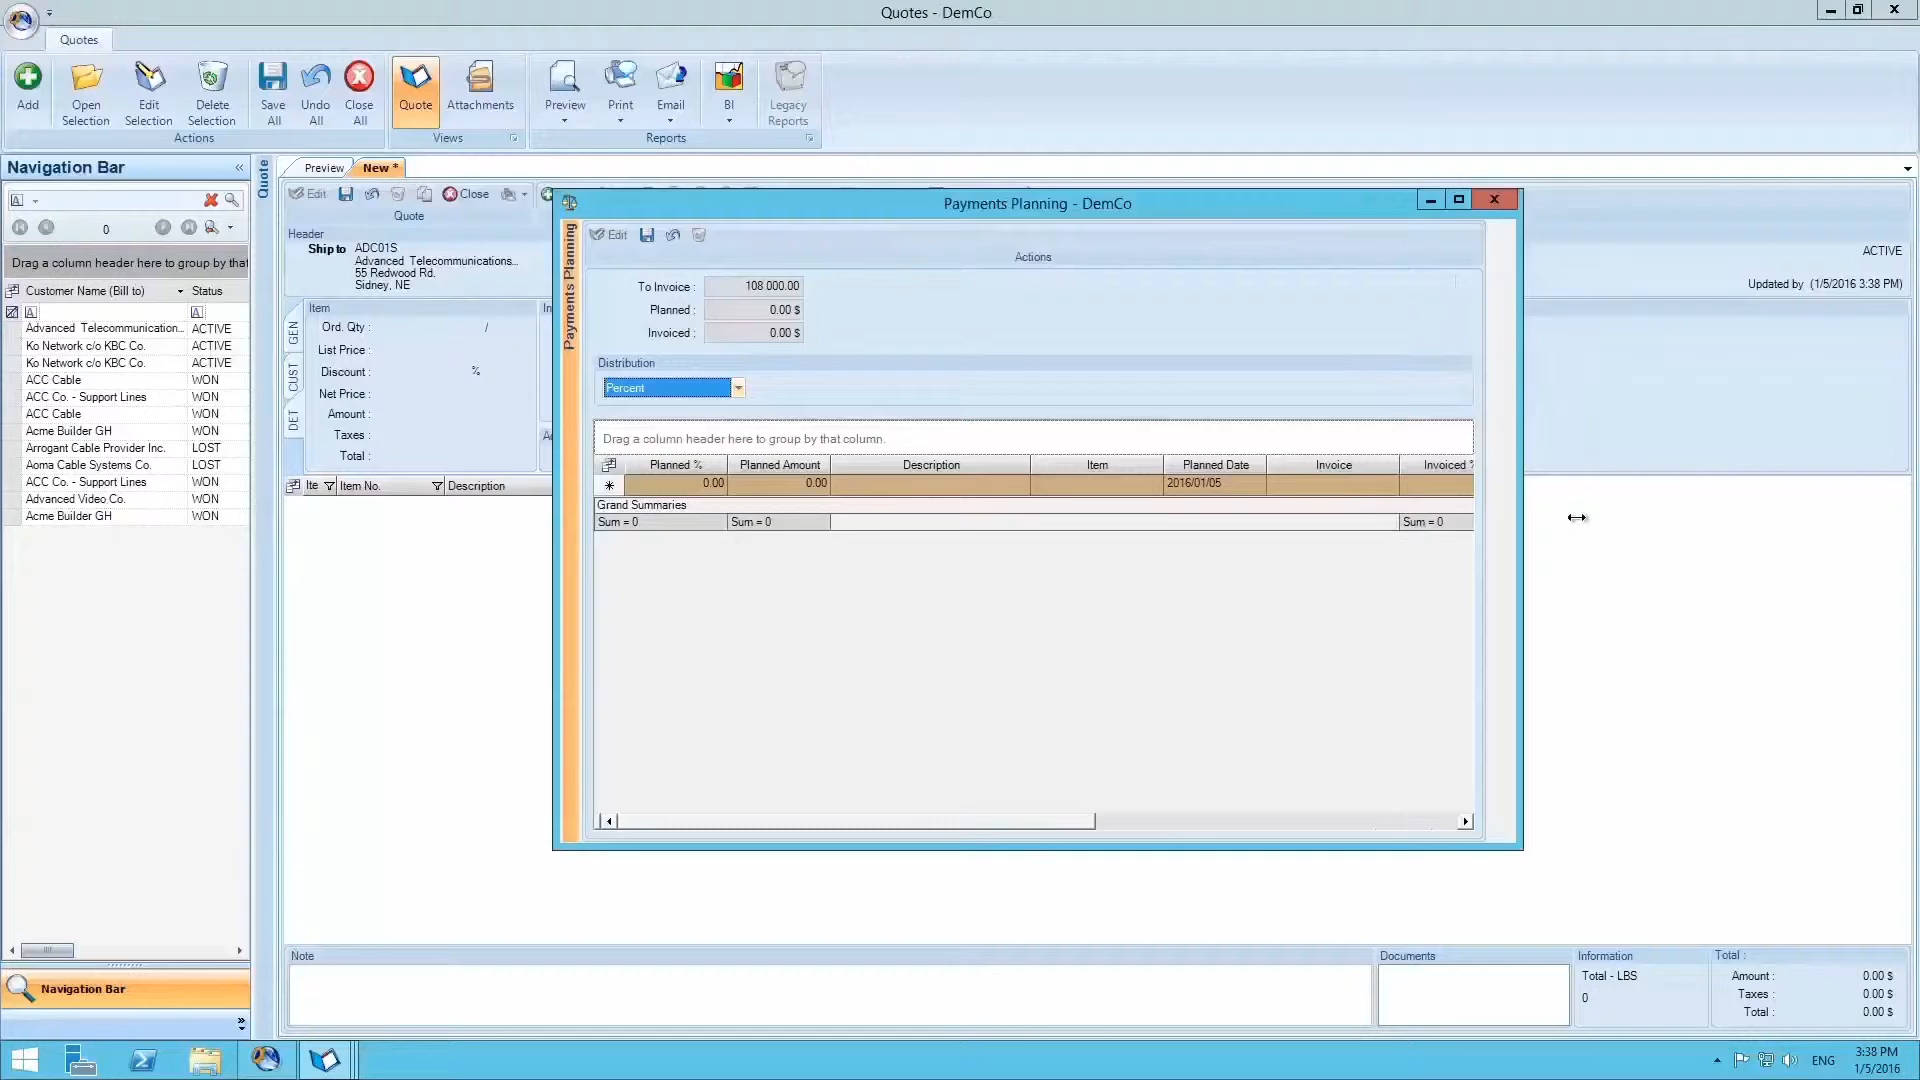 Quotes - DemCo
Quotes
Add
Open Selection
Edit Selection
Delete Selection
Save All
Undo All
Close All
Quote
Attachments
Preview
Print
Email
BI
Legacy Reports
Actions
Views
Reports
Navigation Bar
«
Quote
Preview
New *
A
0
Drag a column header here to group by that
Customer Name (Bill to)
Status
A
A
Advanced Telecommunication... ACTIVE
Ko Network c/o KBC Co. ACTIVE
Ko Network c/o KBC Co. ACTIVE
ACC Cable WON
ACC Co. - Support Lines WON
ACC Cable WON
Acme Builder GH WON
Arrogant Cable Provider Inc. LOST
Aoma Cable Systems Co. LOST
ACC Co. - Support Lines WON
Advanced Video Co. WON
Acme Builder GH WON
Navigation Bar
Edit
Close
Quote
Header
Ship to ADC01S
Advanced Telecommunications...
55 Redwood Rd.
Sidney, NE
GEN
CUST
DET
Item
In
Ord. Qty : /
List Price :
Discount : %
Net Price :
Amount :
Taxes :
Total :
Ite
Item No.
Description
ACTIVE
Updated by (1/5/2016 3:38 PM)
Payments Planning - DemCo
Payments Planning
Edit
Actions
To Invoice : 108 000.00
Planned : 0.00 $
Invoiced : 0.00 $
Distribution
Percent
Drag a column header here to group by that column.
Planned % Planned Amount Description Item Planned Date Invoice Invoiced %
0.00 0.00 2016/01/05
Grand Summaries
Sum = 0 Sum = 0 Sum = 0
Note
Documents
Information
Total - LBS
0
Total :
Amount : 0.00 $
Taxes : 0.00 $
Total : 0.00 $
ENG
3:38 PM
1/5/2016